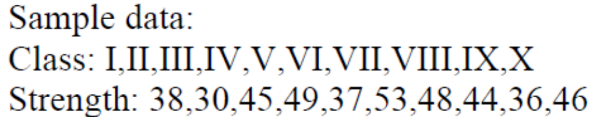 Sample data:
Class: I,II,III,IV,V,VI,VII,VIII,IX,X
Strength: 38,30,45,49,37,53,48,44,36,46